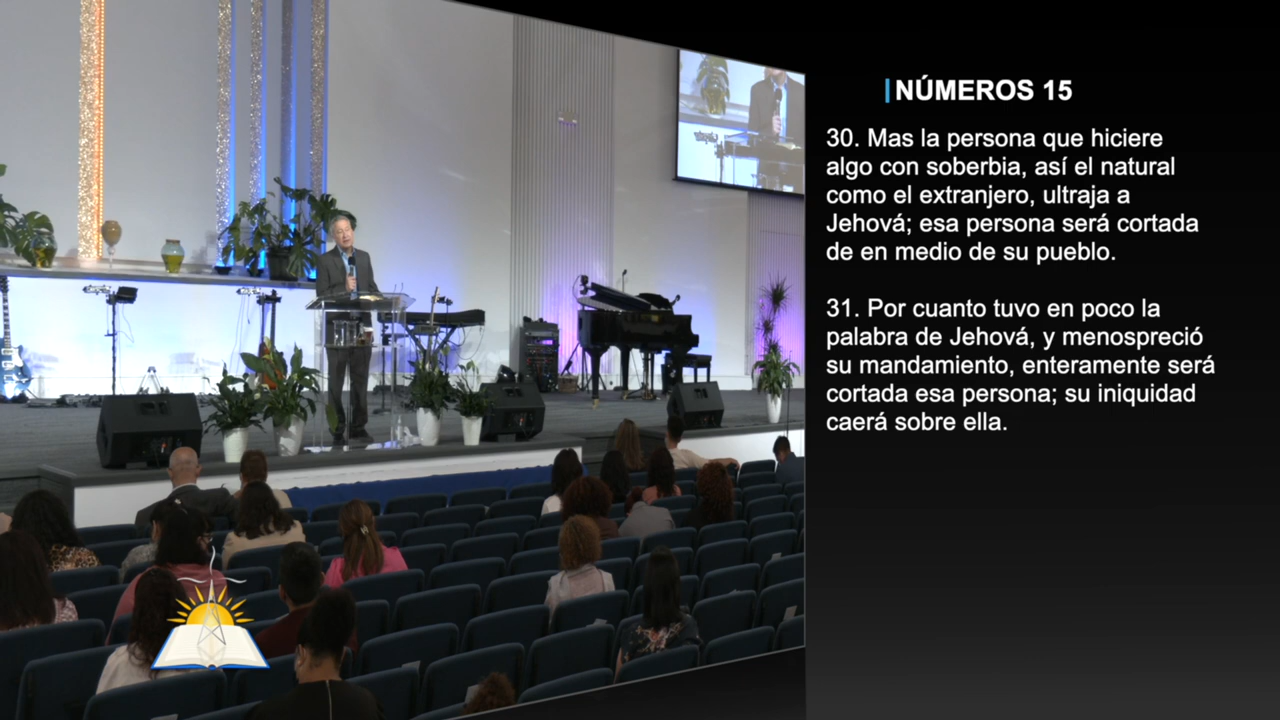 NÚMEROS 15
30. Mas la persona que hiciere
algo con soberbia, así el natural
como el extranjero, ultraja a
Jehová; esa persona será cortada
de en medio de su pueblo.
31. Por cuanto tuvo en poco la
palabra de Jehová, y menospreció
su mandamiento, enteramente será
cortada esa persona; su iniquidad
caerá sobre ella.